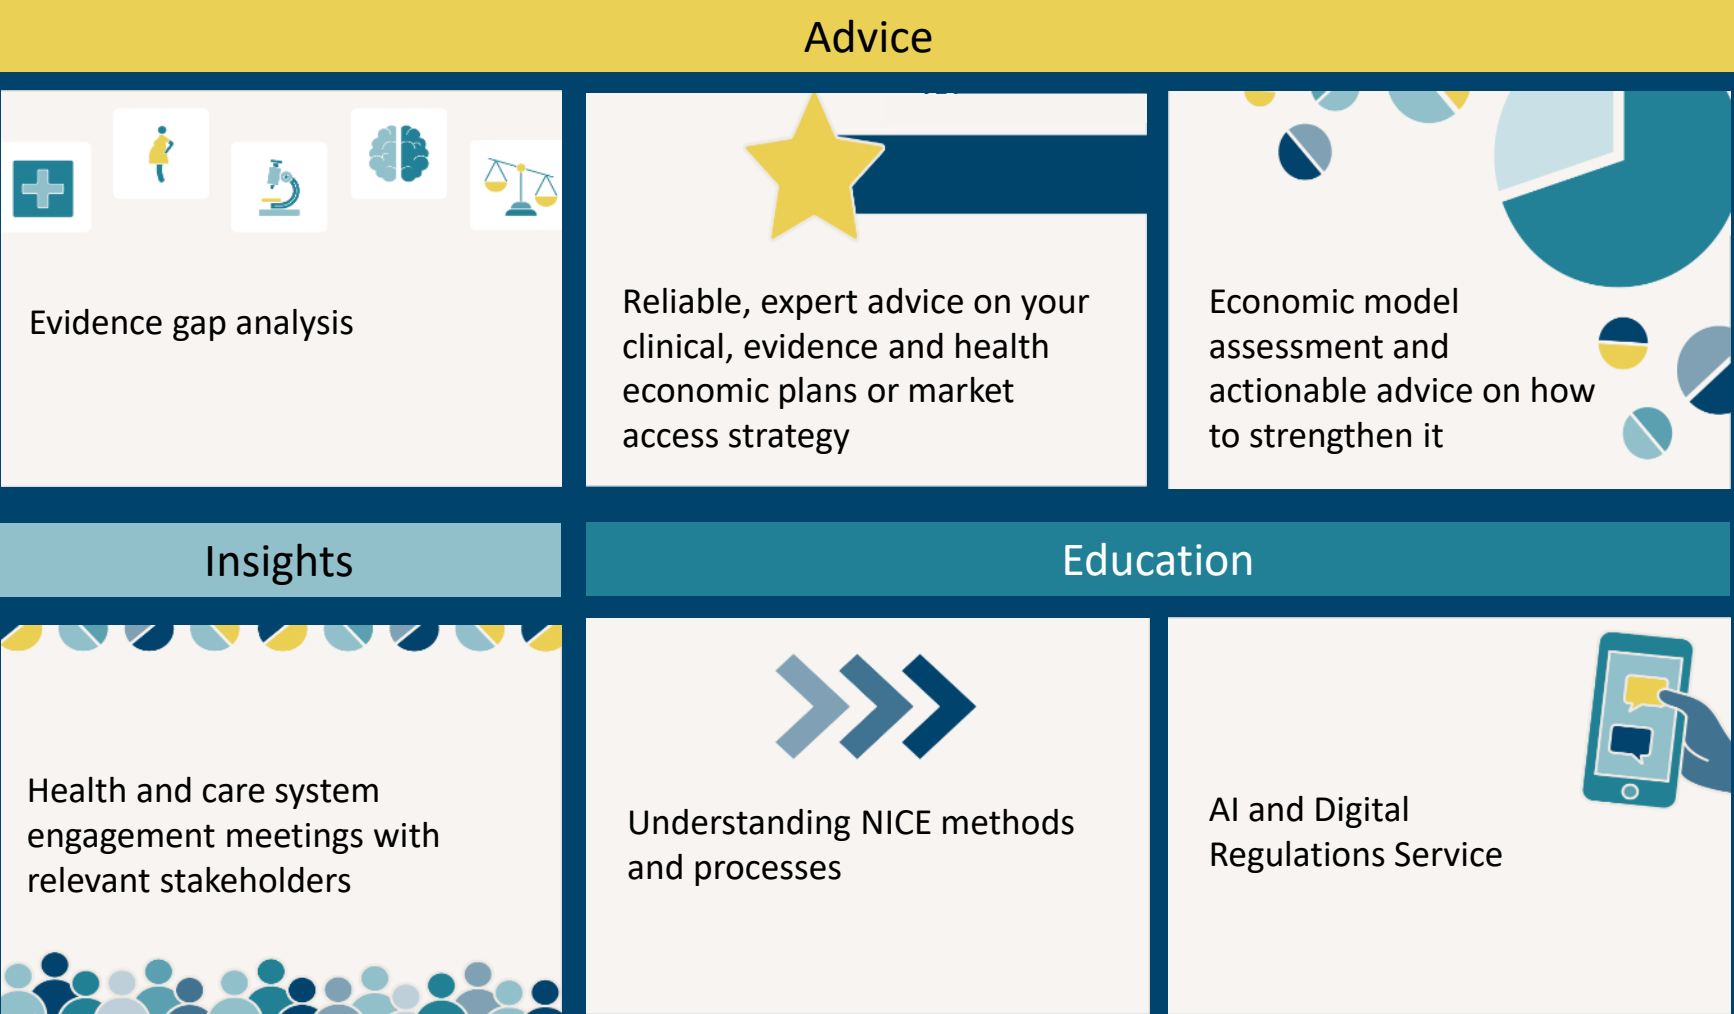 Advice
Evidence gap analysis
Reliable, expert advice on your
clinical, evidence and health
economic plans or market
access strategy
Economic model
assessment and
actionable advice on how
to strengthen it
Insights
Education
Health and care system
engagement meetings with
relevant stakeholders
Understanding NICE methods
and processes
AI and Digital
Regulations Service